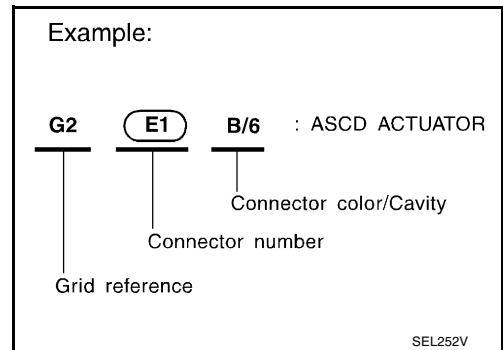 Example:
G2 E1 B/6 : ASCD ACTUATOR
Connector color/Cavity
Connector number
Grid reference
SEL252V